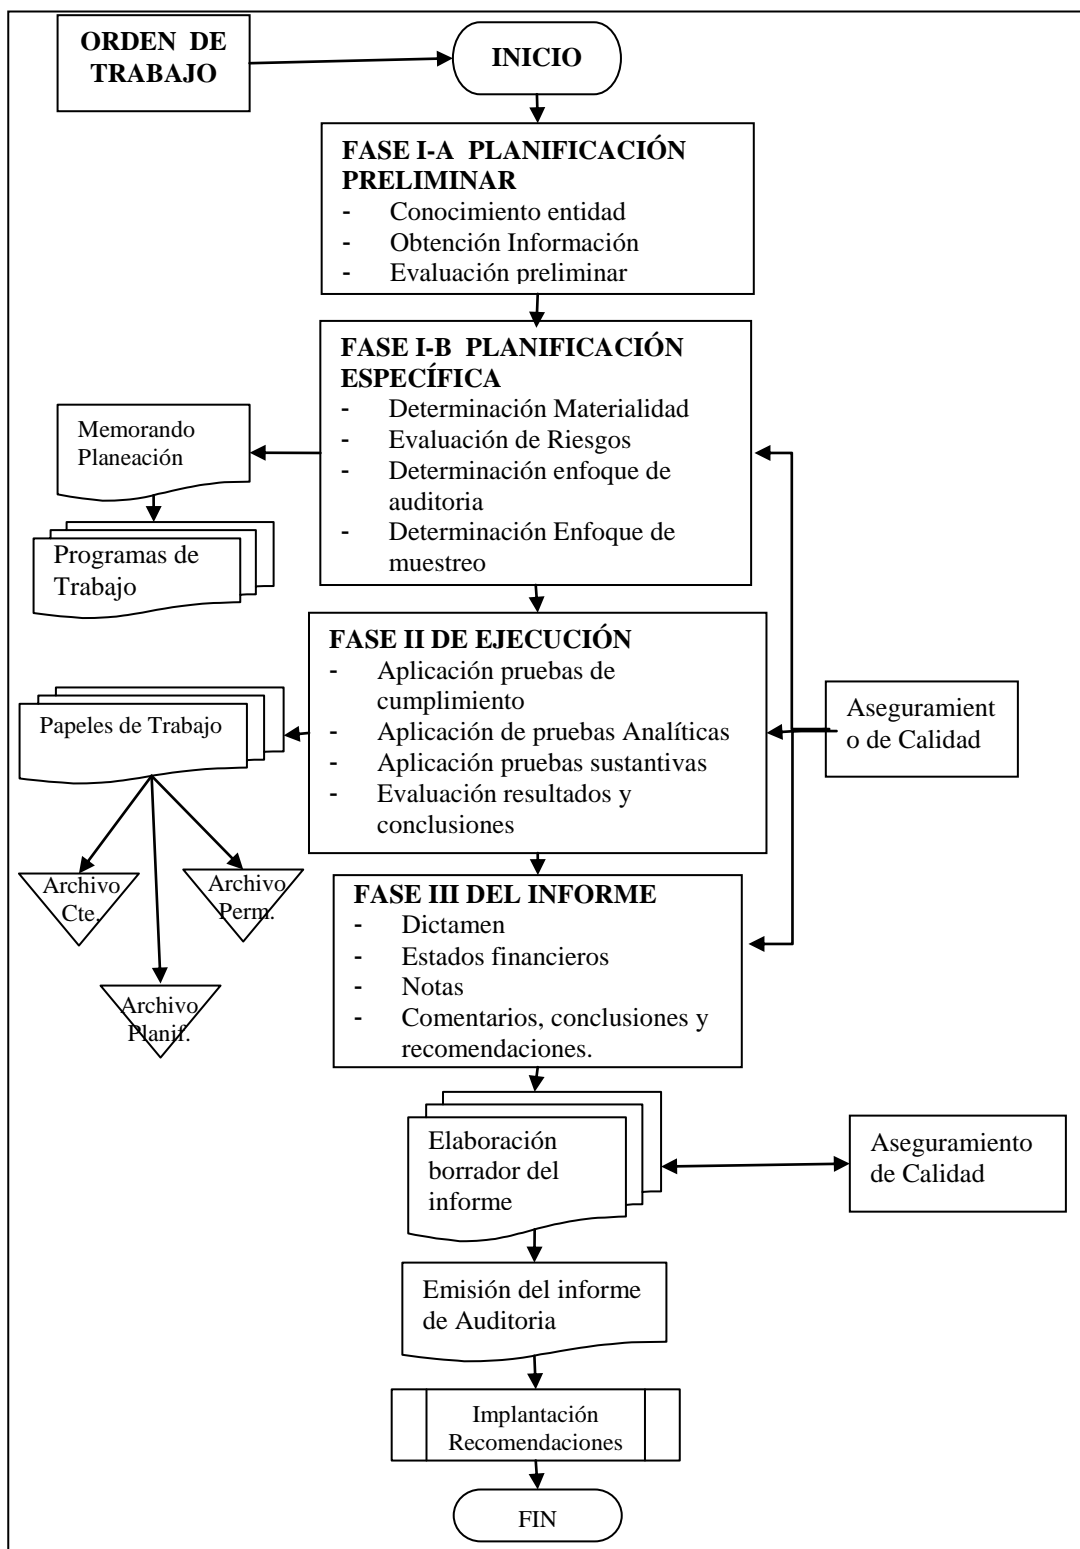 ORDEN DE
TRABAJO
INICIO
FASE I-A PLANIFICACIÓN
PRELIMINAR
- Conocimiento entidad
- Obtención Información
- Evaluación preliminar
FASE I-B PLANIFICACIÓN
ESPECÍFICA
- Determinación Materialidad
- Evaluación de Riesgos
- Determinación enfoque de
auditoria
- Determinación Enfoque de
muestreo
Memorando
Planeación
Programas de
Trabajo
FASE II DE EJECUCIÓN
- Aplicación pruebas de
cumplimiento
- Aplicación de pruebas Analíticas
- Aplicación pruebas sustantivas
- Evaluación resultados y
conclusiones
Papeles de Trabajo
Aseguramient
o de Calidad
Archivo
Cte.
Archivo
Perm.
Archivo
Planif.
FASE III DEL INFORME
- Dictamen
- Estados financieros
- Notas
- Comentarios, conclusiones y
recomendaciones.
Elaboración
borrador del
informe
Aseguramiento
de Calidad
Emisión del informe
de Auditoria
Implantación
Recomendaciones
FIN